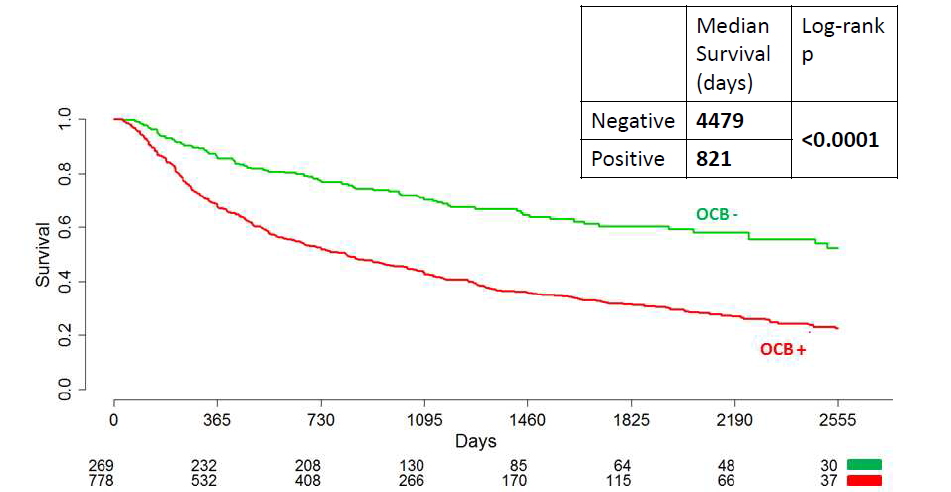 Median Survival (days)
Log-rank p
Negative 4479
<0.0001
Positive 821
1.0
0.8
0.6
0.4
0.2
0.0
Survival
OCB -
OCB +
0 365 730 1095 1460 1825 2190 2555
Days
269 232 208 130 85 64 48 30
778 532 408 266 170 115 66 37